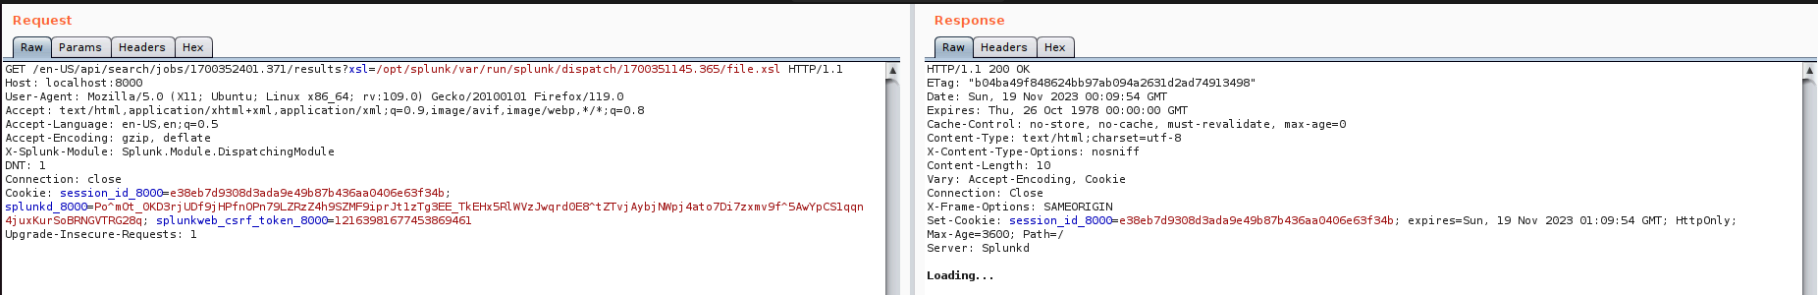 Request
Raw Params Headers Hex
GET /en-US/api/search/jobs/1700352401.371/results?xsl=/opt/splunk/var/run/splunk/dispatch/1700351145.365/file.xsl HTTP/1.1
Host: localhost:8000
User-Agent: Mozilla/5.0 (X11; Ubuntu; Linux x86_64; rv:109.0) Gecko/20100101 Firefox/119.0
Accept: text/html,application/xhtml+xml,application/xml;q=0.9,image/avif,image/webp,*/*;q=0.8
Accept-Language: en-US,en;q=0.5
Accept-Encoding: gzip, deflate
X-Splunk-Module: Splunk.Module.DispatchingModule
DNT: 1
Connection: close
Cookie: session_id_8000=e38eb7d9308d3ada9e49b87b436aa0406e63f34b;
splunkd_8000=Po^mOt_0KD3rjUDf9jHPfnOPn79LZRzZ4h9SZMF9iprJt1zTg3EE_TkEHx5RlWVzJwqrdOE8^tZTvjAybjNWpj4ato7Di7zxmv9f^5AwYpCS1qqn
4juxKurSoBRNGVTRG28q; splunkweb_csrf_token_8000=12163981677453869461
Upgrade-Insecure-Requests: 1
Response
Raw Headers Hex
HTTP/1.1 200 OK
ETag: "b04ba49f848624bb97ab094a2631d2ad74913498"
Date: Sun, 19 Nov 2023 00:09:54 GMT
Expires: Thu, 26 Oct 1978 00:00:00 GMT
Cache-Control: no-store, no-cache, must-revalidate, max-age=0
Content-Type: text/html;charset=utf-8
X-Content-Type-Options: nosniff
Content-Length: 10
Vary: Accept-Encoding, Cookie
Connection: Close
X-Frame-Options: SAMEORIGIN
Set-Cookie: session_id_8000=e38eb7d9308d3ada9e49b87b436aa0406e63f34b; expires=Sun, 19 Nov 2023 01:09:54 GMT; HttpOnly;
Max-Age=3600; Path=/
Server: Splunkd
Loading...